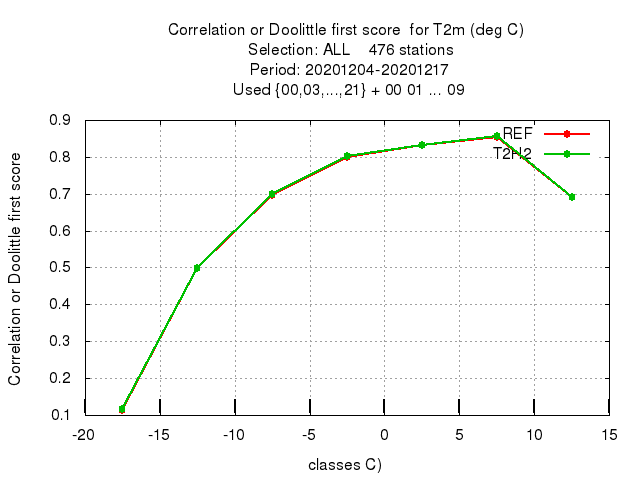 Correlation or Doolittle first score  for T2m (deg C)
Selection: ALL    476 stations
Period: 20201204-20201217
Used {00,03,...,21} + 00 01 ... 09
Correlation or Doolittle first score
0.9
0.8
0.7
0.6
0.5
0.4
0.3
0.2
0.1
REF
-20 -15 -10 -5 0 5 10 15
classes C)